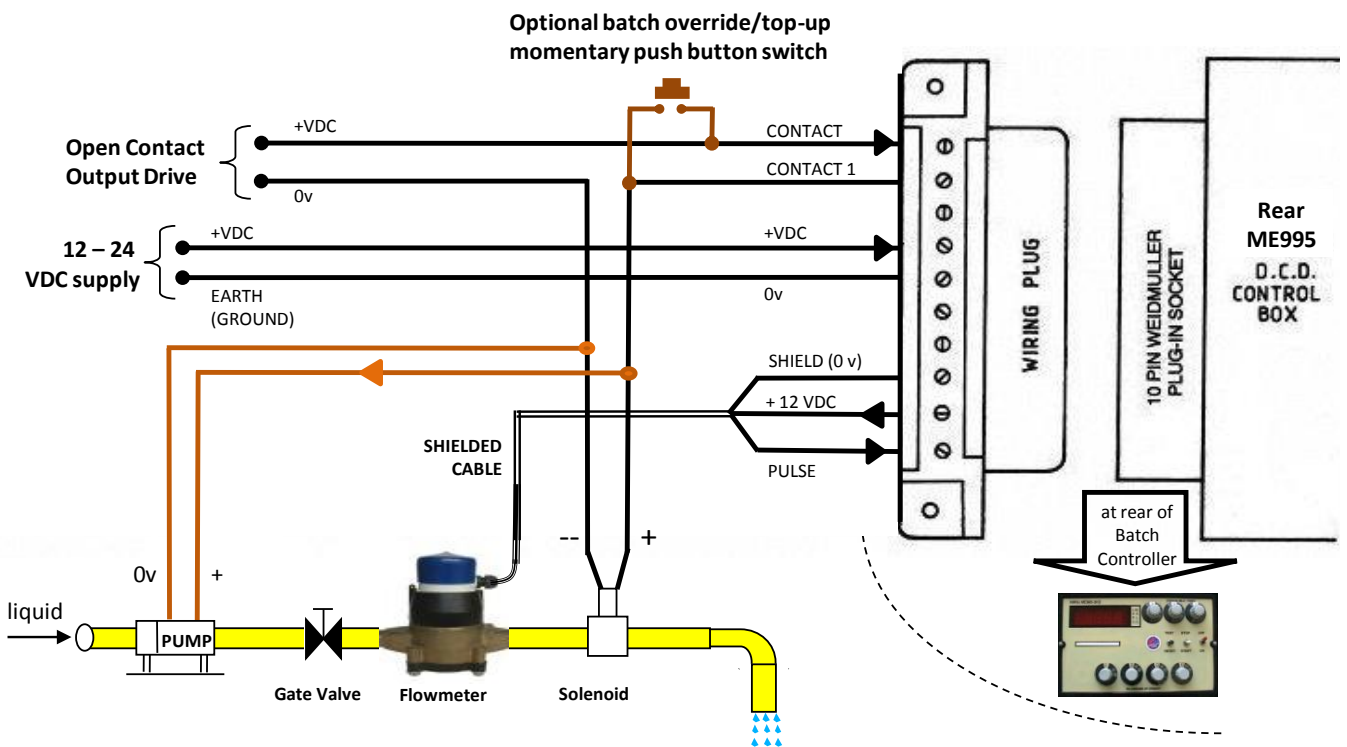 Optional batch override/top-up
momentary push button switch
Open Contact
Output Drive
+VDC
0v
CONTACT
CONTACT 1
12 – 24
VDC supply
+VDC
EARTH
(GROUND)
+VDC
0v
SHIELD (0 v)
+ 12 VDC
PULSE
SHIELDED
CABLE
WIRING PLUG
10 PIN WEIDMULLER
PLUG-IN SOCKET
Rear
ME995
D.C.D.
CONTROL
BOX
at rear of
Batch
Controller
-- +
0v +
liquid
PUMP
Gate Valve
Flowmeter
Solenoid